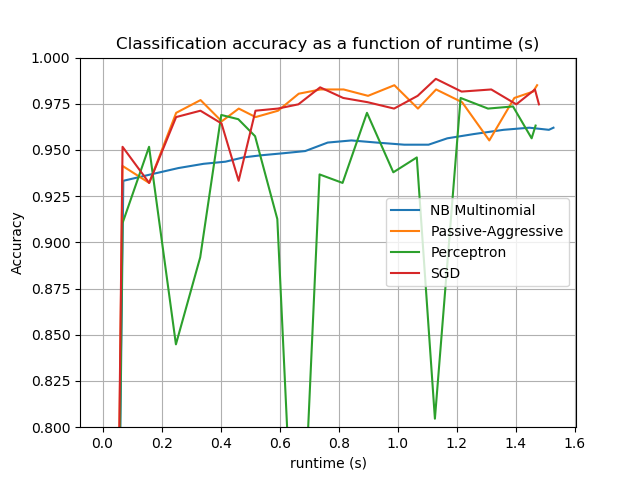 Classification accuracy as a function of runtime (s)
1.000
0.975
0.950
0.925
0.900
0.875
0.850
0.825
0.800
Accuracy
NB Multinomial
Passive-Aggressive
Perceptron
SGD
0.0 0.2 0.4 0.6 0.8 1.0 1.2 1.4 1.6
runtime (s)